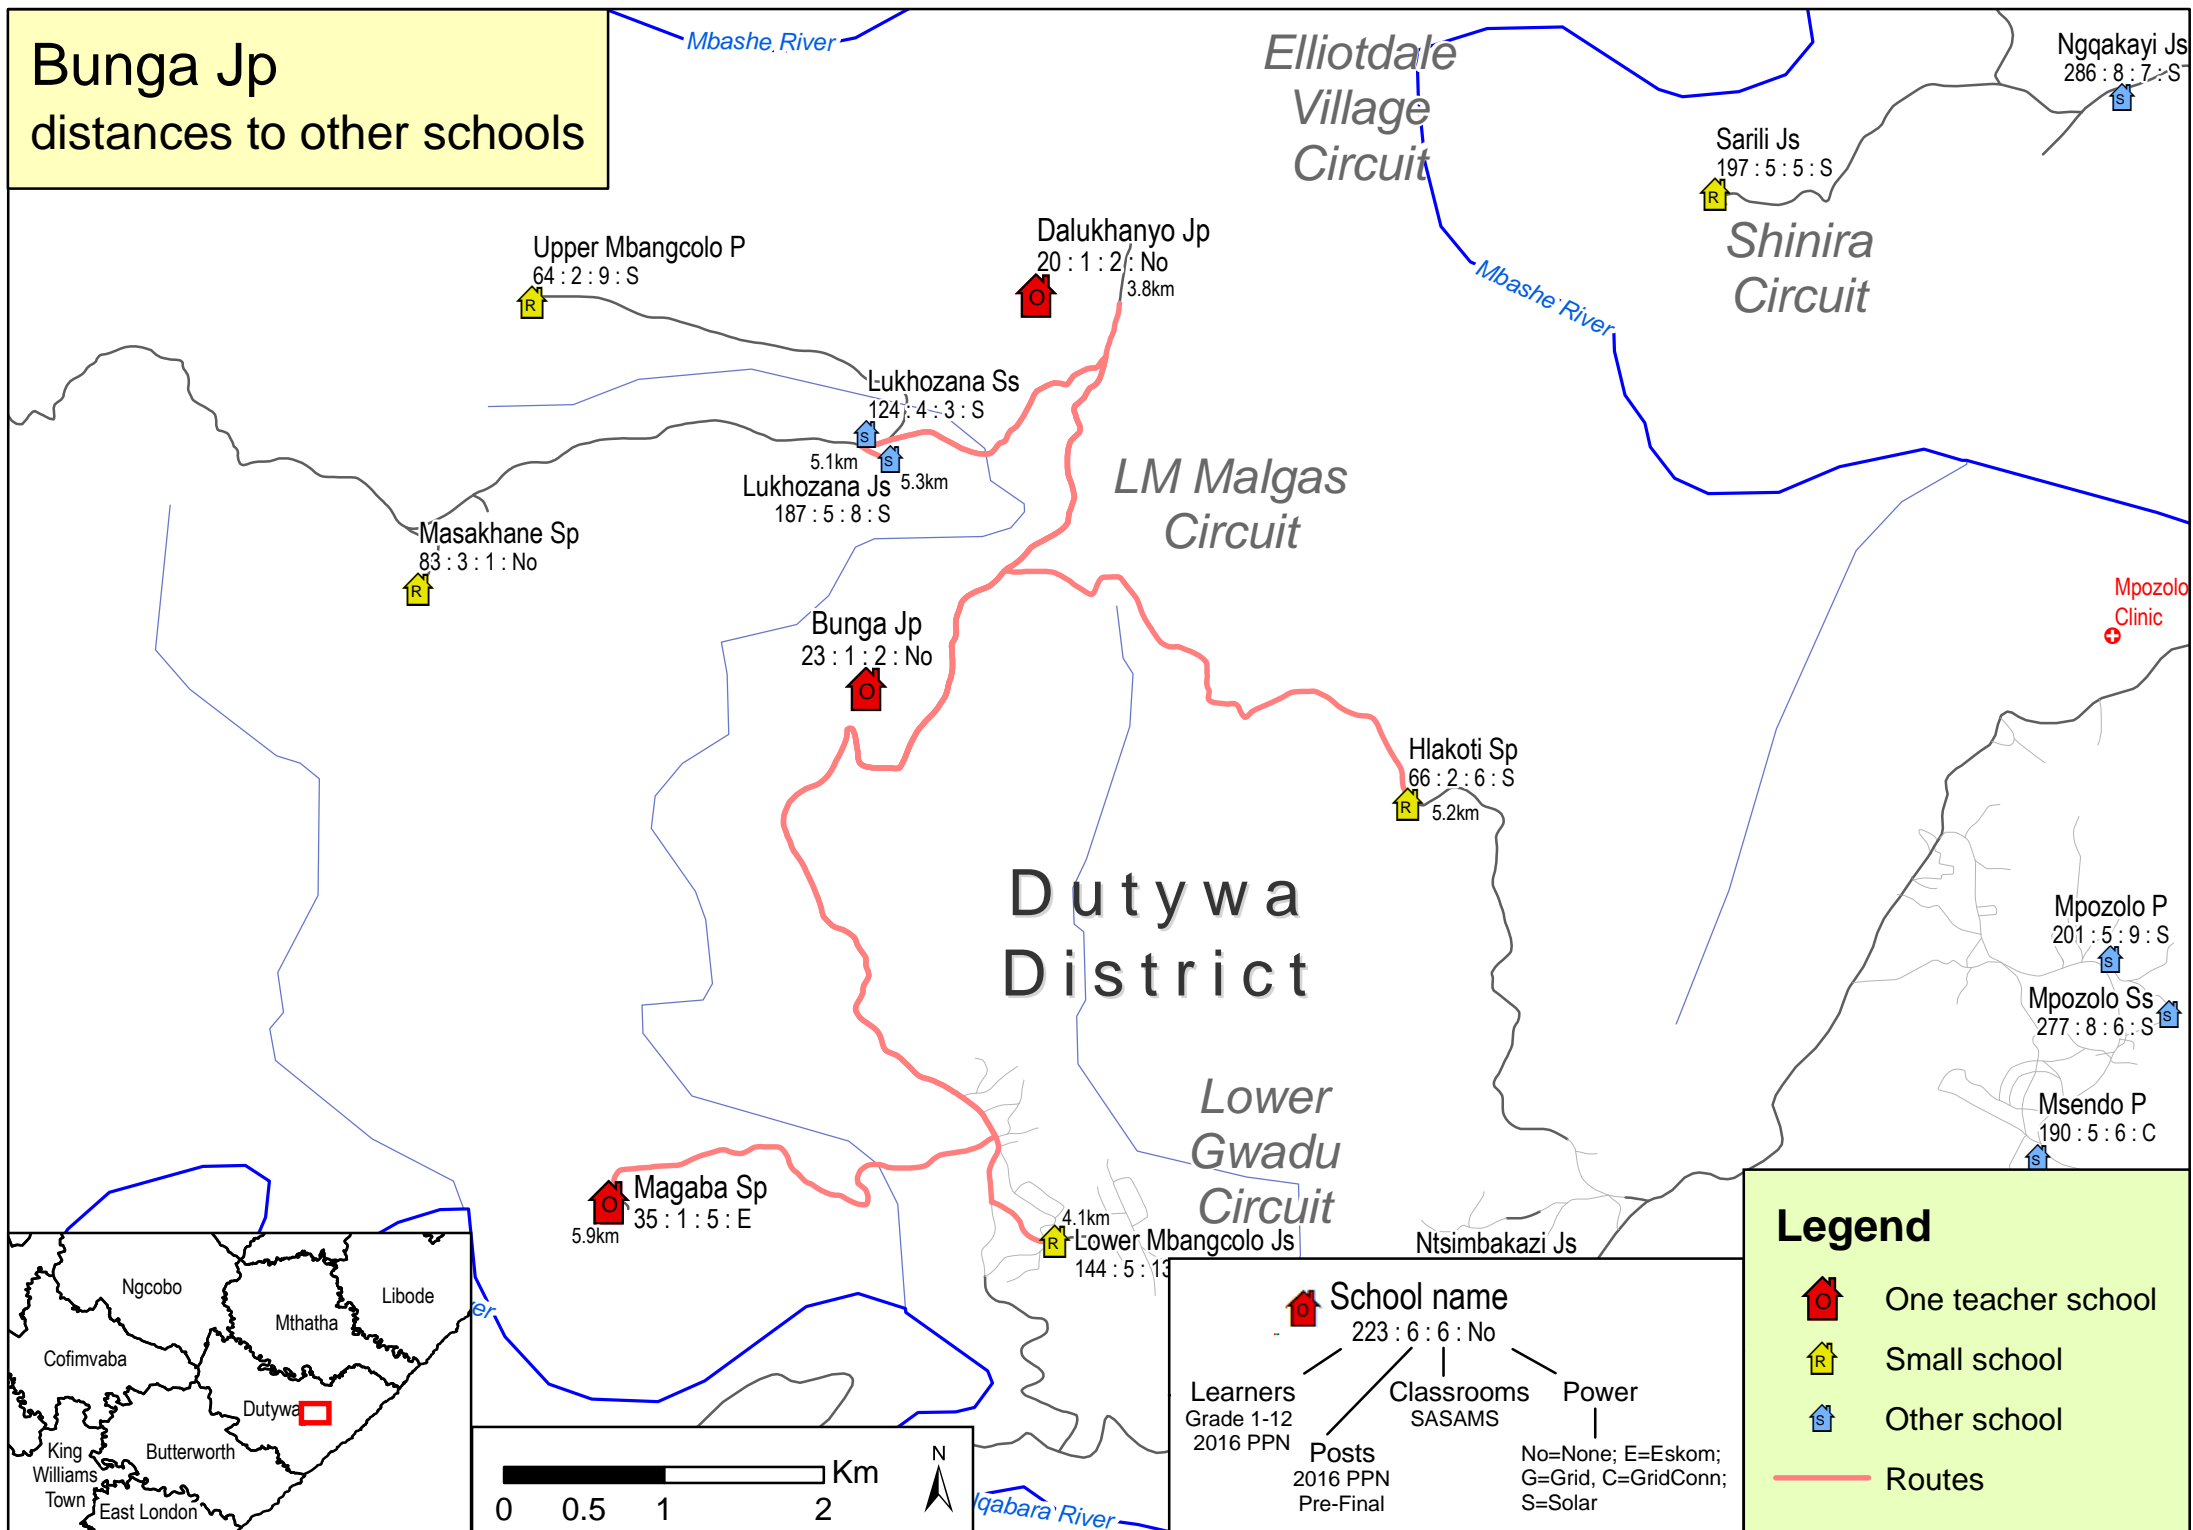 Bunga Jp
distances to other schools
Mbashe River
Elliotdale
Village
Circuit
Ngqakayi Js
286 : 8 : 7 : S
S
Sarili Js
197 : 5 : 5 : S
R
Shinira
Circuit
Upper Mbangcolo P
64 : 2 : 9 : S
R
Dalukhanyo Jp
20 : 1 : 2 : No
3.8km
O
Mbashe River
Lukhozana Ss
124 : 4 : 3 : S
S
5.1km
S
5.3km
Lukhozana Js
187 : 5 : 8 : S
LM Malgas
Circuit
Masakhane Sp
83 : 3 : 1 : No
R
Mpozolo
Clinic
Bunga Jp
23 : 1 : 2 : No
O
Hlakoti Sp
66 : 2 : 6 : S
R
5.2km
Dutywa
District
Mpozolo P
201 : 5 : 9 : S
S
Mpozolo Ss
277 : 8 : 6 : S
S
Msendo P
190 : 5 : 6 : C
S
Lower
Gwadu
Circuit
Magaba Sp
35 : 1 : 5 : E
O
5.9km
4.1km
R
Lower Mbangcolo Js
144 : 5 : 13
Ntsimbakazi Js
Ngcobo
Libode
Mthatha
Cofimvaba
Dutywa
King
Williams
Town
Butterworth
East London
er
Km
0 0.5 1 2
N
Iqabara River
O
School name
223 : 6 : 6 : No
Learners
Grade 1-12
2016 PPN
Posts
2016 PPN
Pre-Final
Classrooms
SASAMS
Power
No=None; E=Eskom;
G=Grid, C=GridConn;
S=Solar
Legend
O One teacher school
R Small school
S Other school
Routes